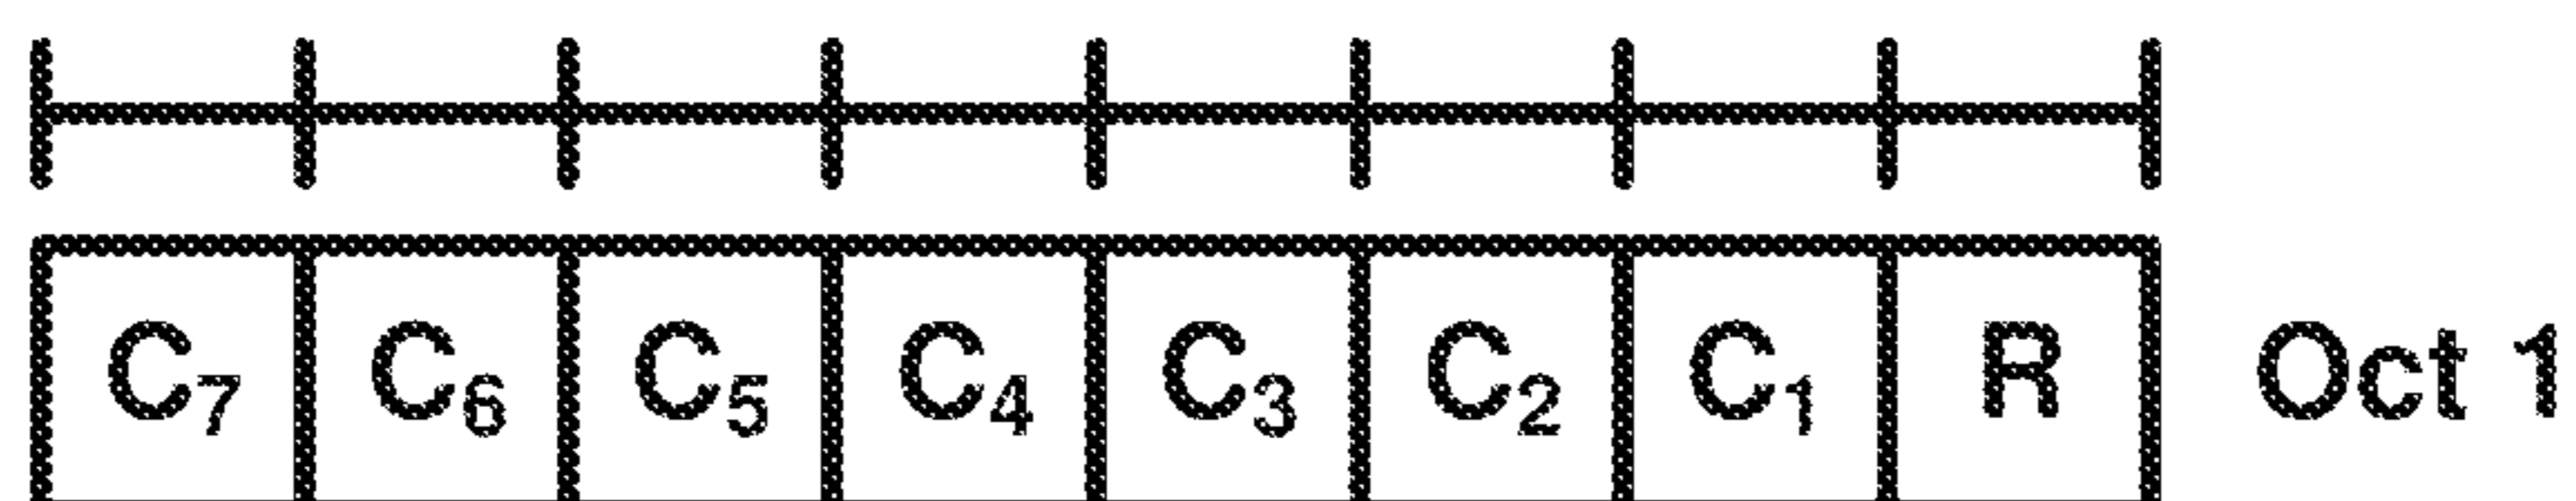 C₇ C₆ C₅ C₄ C₃ C₂ C₁ R Oct 1